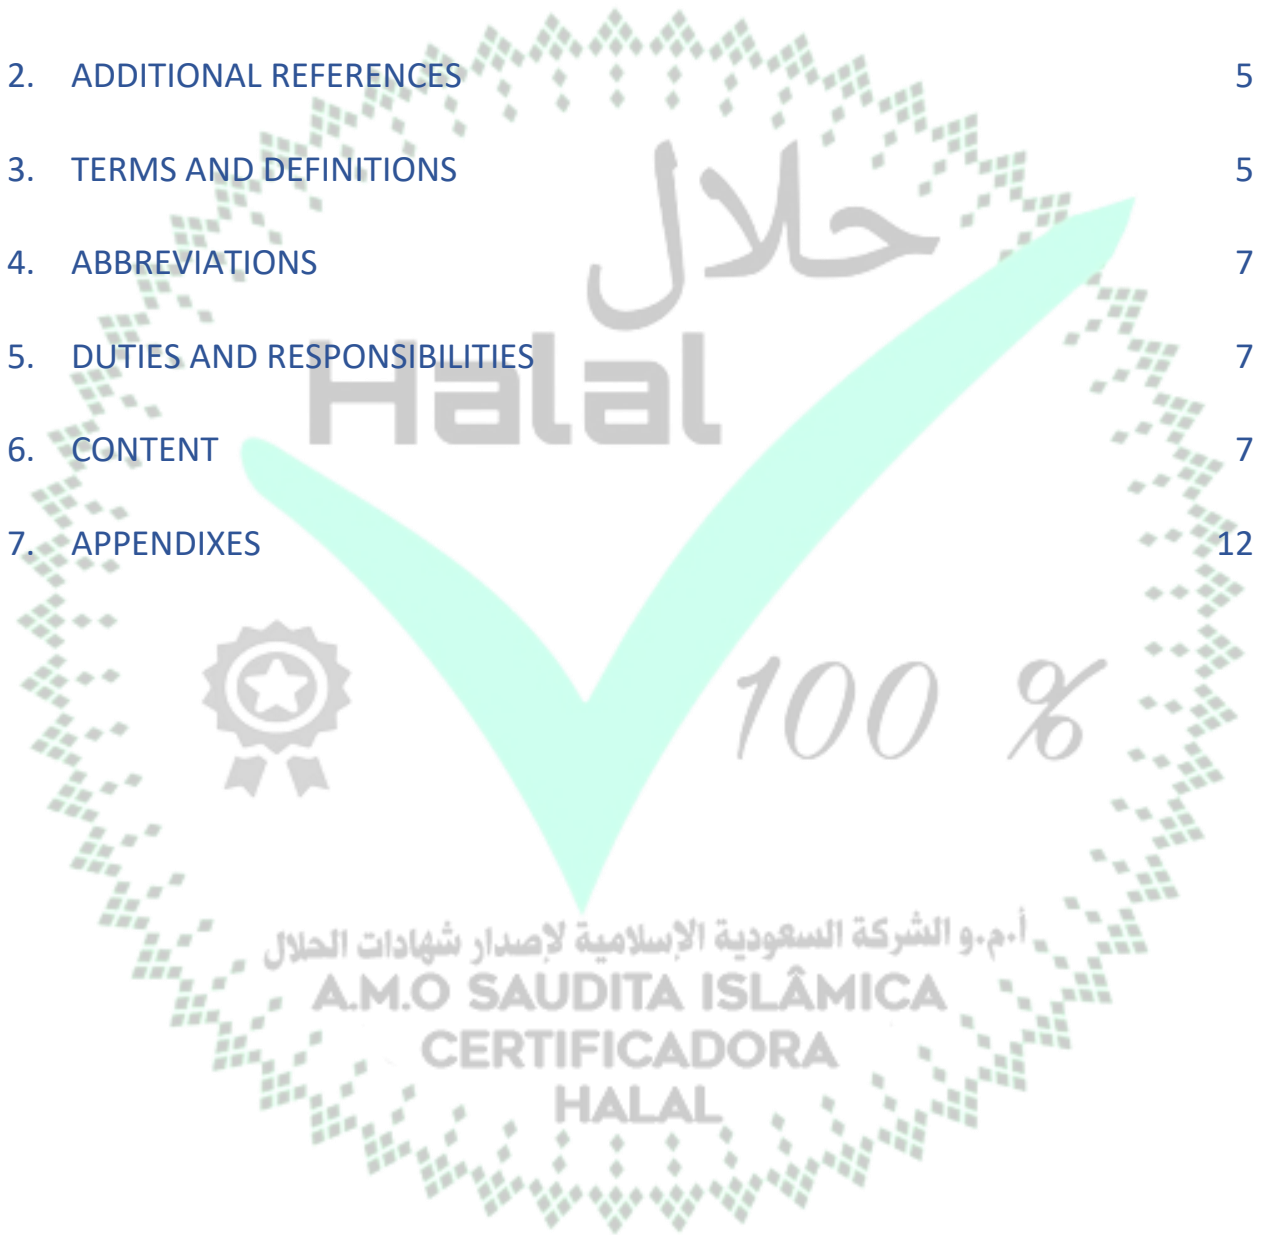 2. ADDITIONAL REFERENCES 5
3. TERMS AND DEFINITIONS 5
حلال
4. ABBREVIATIONS 7
Halal
5. DUTIES AND RESPONSIBILITIES 7
6. CONTENT 7
7. APPENDIXES 12
100 %
أ.م.و الشركة السعودية الإسلامية لإصدار شهادات الحلال
A.M.O SAUDITA ISLÂMICA
CERTIFICADORA
HALAL